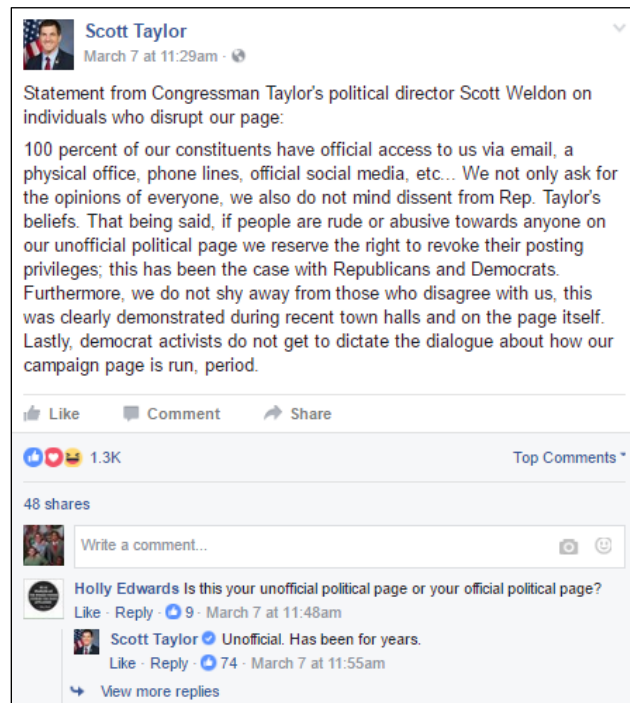 Scott Taylor
March 7 at 11:29am ·
Statement from Congressman Taylor's political director Scott Weldon on
individuals who disrupt our page:
100 percent of our constituents have official access to us via email, a
physical office, phone lines, official social media, etc... We not only ask for
the opinions of everyone, we also do not mind dissent from Rep. Taylor's
beliefs. That being said, if people are rude or abusive towards anyone on
our unofficial political page we reserve the right to revoke their posting
privileges; this has been the case with Republicans and Democrats.
Furthermore, we do not shy away from those who disagree with us, this
was clearly demonstrated during recent town halls and on the page itself.
Lastly, democrat activists do not get to dictate the dialogue about how our
campaign page is run, period.
Like Comment Share
1.3K Top Comments
48 shares
Write a comment...
Holly Edwards Is this your unofficial political page or your official political page?
Like · Reply · 9 · March 7 at 11:48am
Scott Taylor Unofficial. Has been for years.
Like · Reply · 74 · March 7 at 11:55am
View more replies